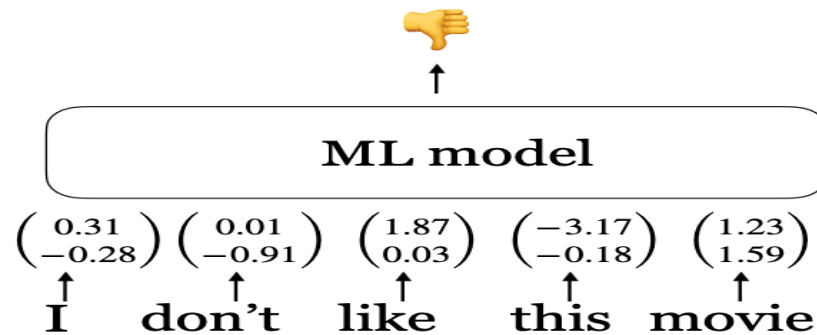 ML model
(0.31 −0.28) (0.01 −0.91) (1.87 0.03) (−3.17 −0.18) (1.23 1.59)
I don't like this movie